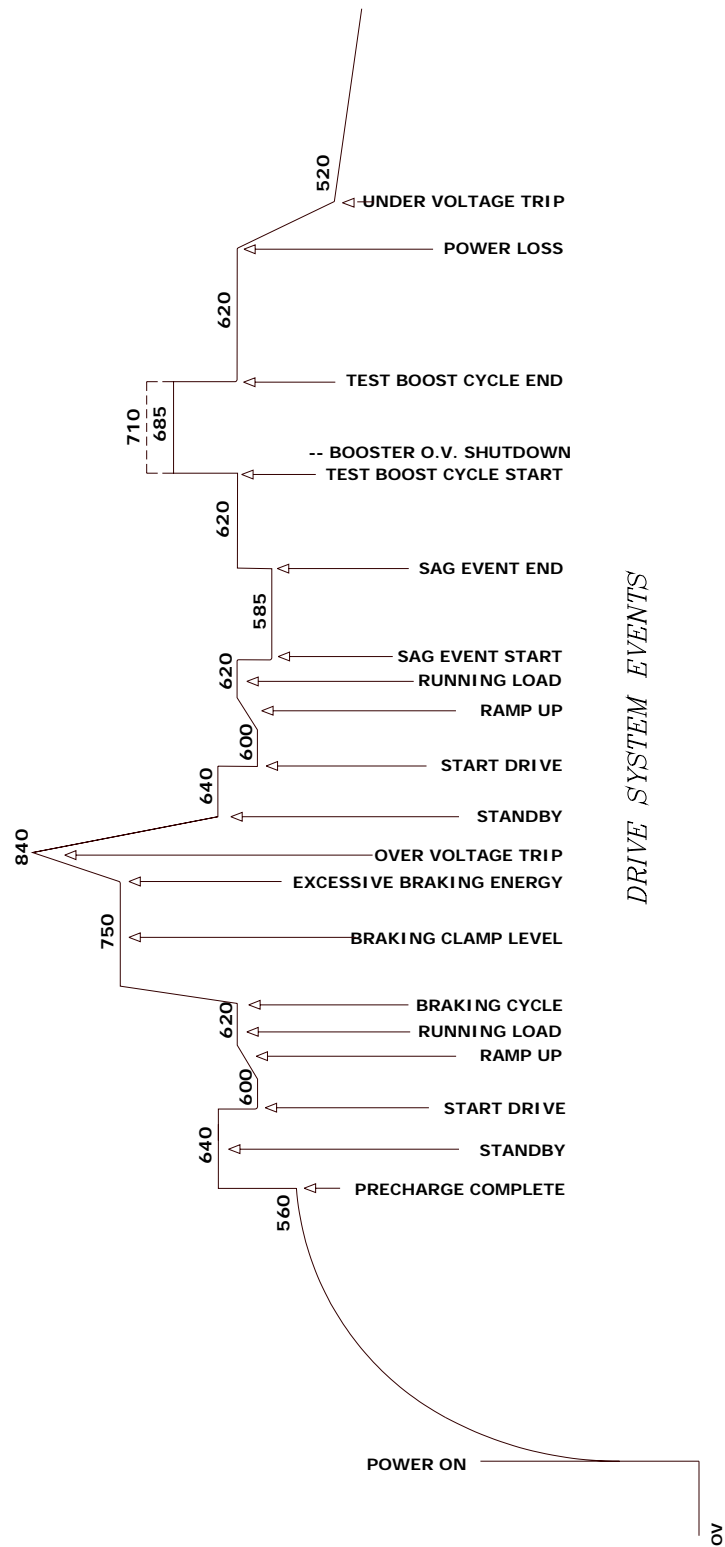 520
UNDER VOLTAGE TRIP
POWER LOSS
620
TEST BOOST CYCLE END
710
685
-- BOOSTER O.V. SHUTDOWN
TEST BOOST CYCLE START
620
SAG EVENT END
585
SAG EVENT START
620
RUNNING LOAD
RAMP UP
600
START DRIVE
640
STANDBY
840
OVER VOLTAGE TRIP
EXCESSIVE BRAKING ENERGY
750
BRAKING CLAMP LEVEL
BRAKING CYCLE
620
RUNNING LOAD
RAMP UP
600
START DRIVE
640
STANDBY
PRECHARGE COMPLETE
560
POWER ON
0V
DRIVE SYSTEM EVENTS